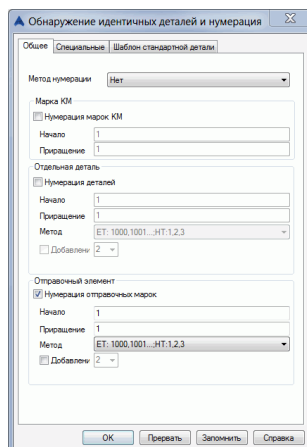 Обнаружение идентичных деталей и нумерация
Общее Специальные Шаблон стандартной детали
Метод нумерации Нет
Марка КМ
Нумерация марок КМ
Начало 1
Приращение 1
Отдельная деталь
Нумерация деталей
Начало 1
Приращение 1
Метод ET: 1000,1001...;HT:1,2,3
Добавлени 2
Отправочный элемент
Нумерация отправочных марок
Начало 1
Приращение 1
Метод ET: 1000,1001...;HT:1,2,3
Добавлени 2
OK Прервать Запомнить Справка